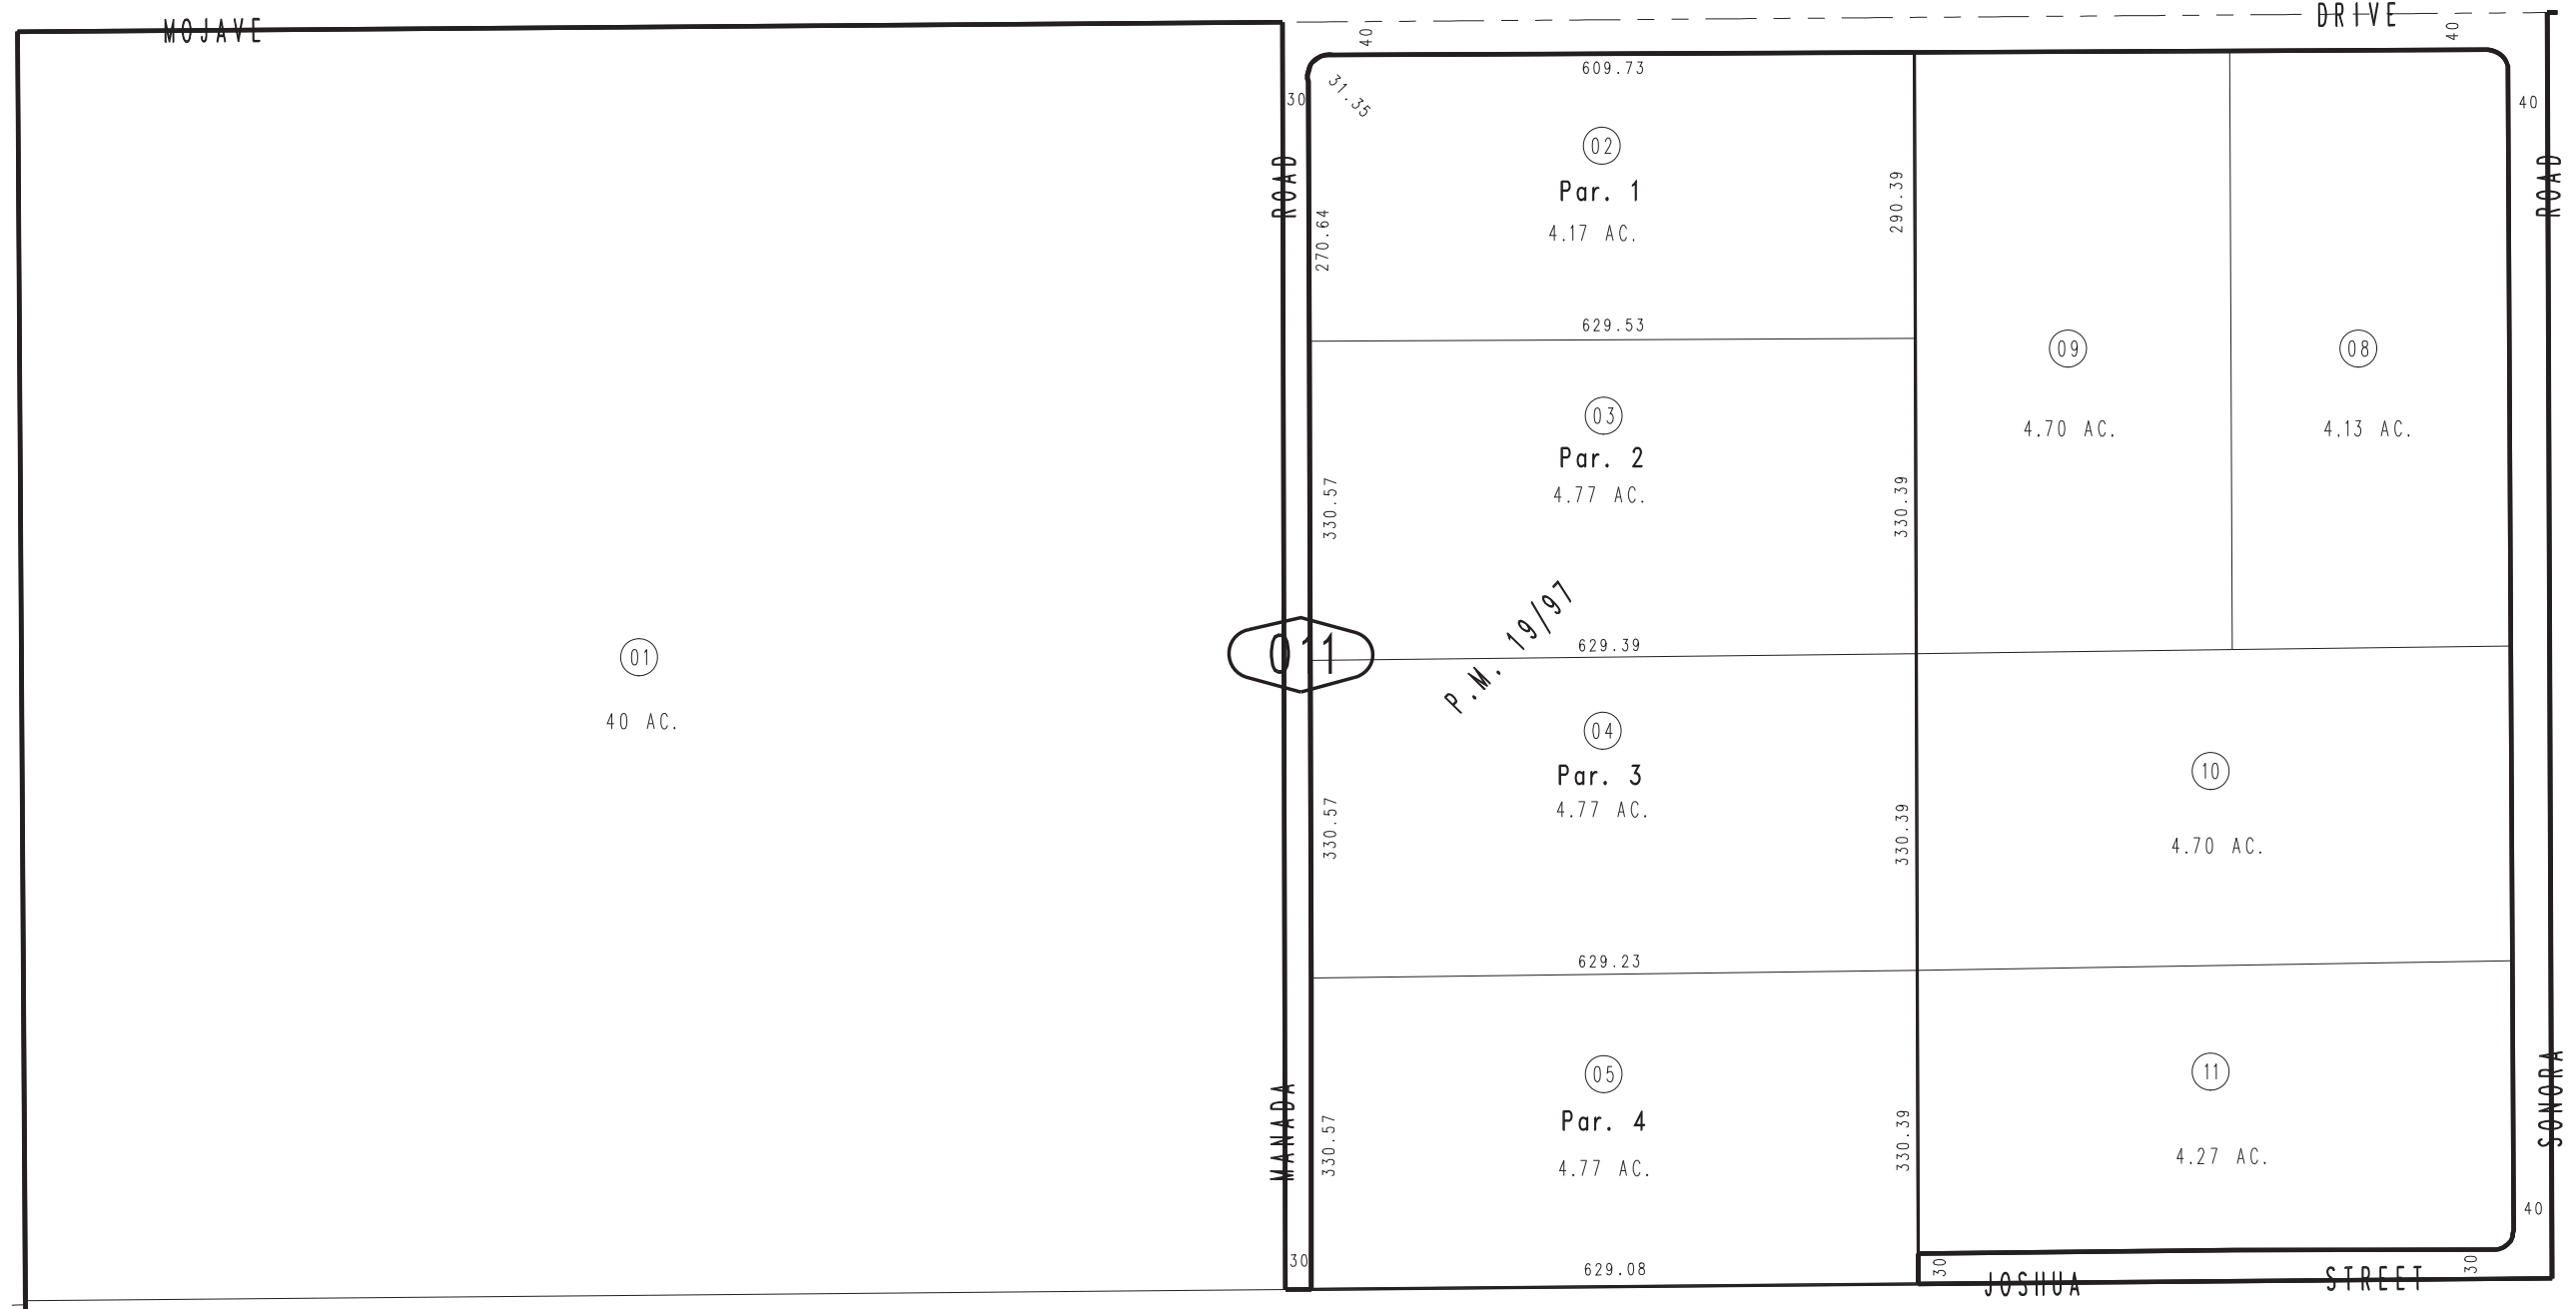 MOJAVE DRIVE
40
40
609.73
31.35
30
40
ROAD
ROAD
02
Par. 1
4.17 AC.
270.64
290.39
629.53
09
4.70 AC.
08
4.13 AC.
03
Par. 2
4.77 AC.
330.57
330.39
629.39
P.M. 19/97
011
01
40 AC.
04
Par. 3
4.77 AC.
330.57
330.39
10
4.70 AC.
629.23
05
Par. 4
4.77 AC.
330.57
330.39
11
4.27 AC.
MANADA
SONORA
40
30
629.08
30
30
JOSHUA STREET